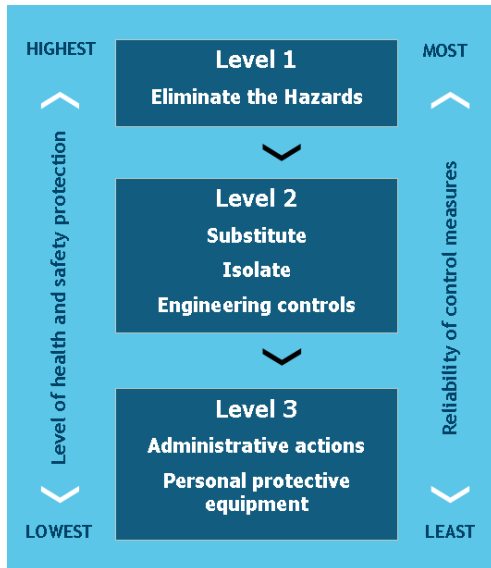 HIGHEST
MOST
Level 1
Eliminate the Hazards
Level of health and safety protection
Reliability of control measures
Level 2
Substitute
Isolate
Engineering controls
Level 3
Administrative actions
Personal protective
equipment
LOWEST
LEAST